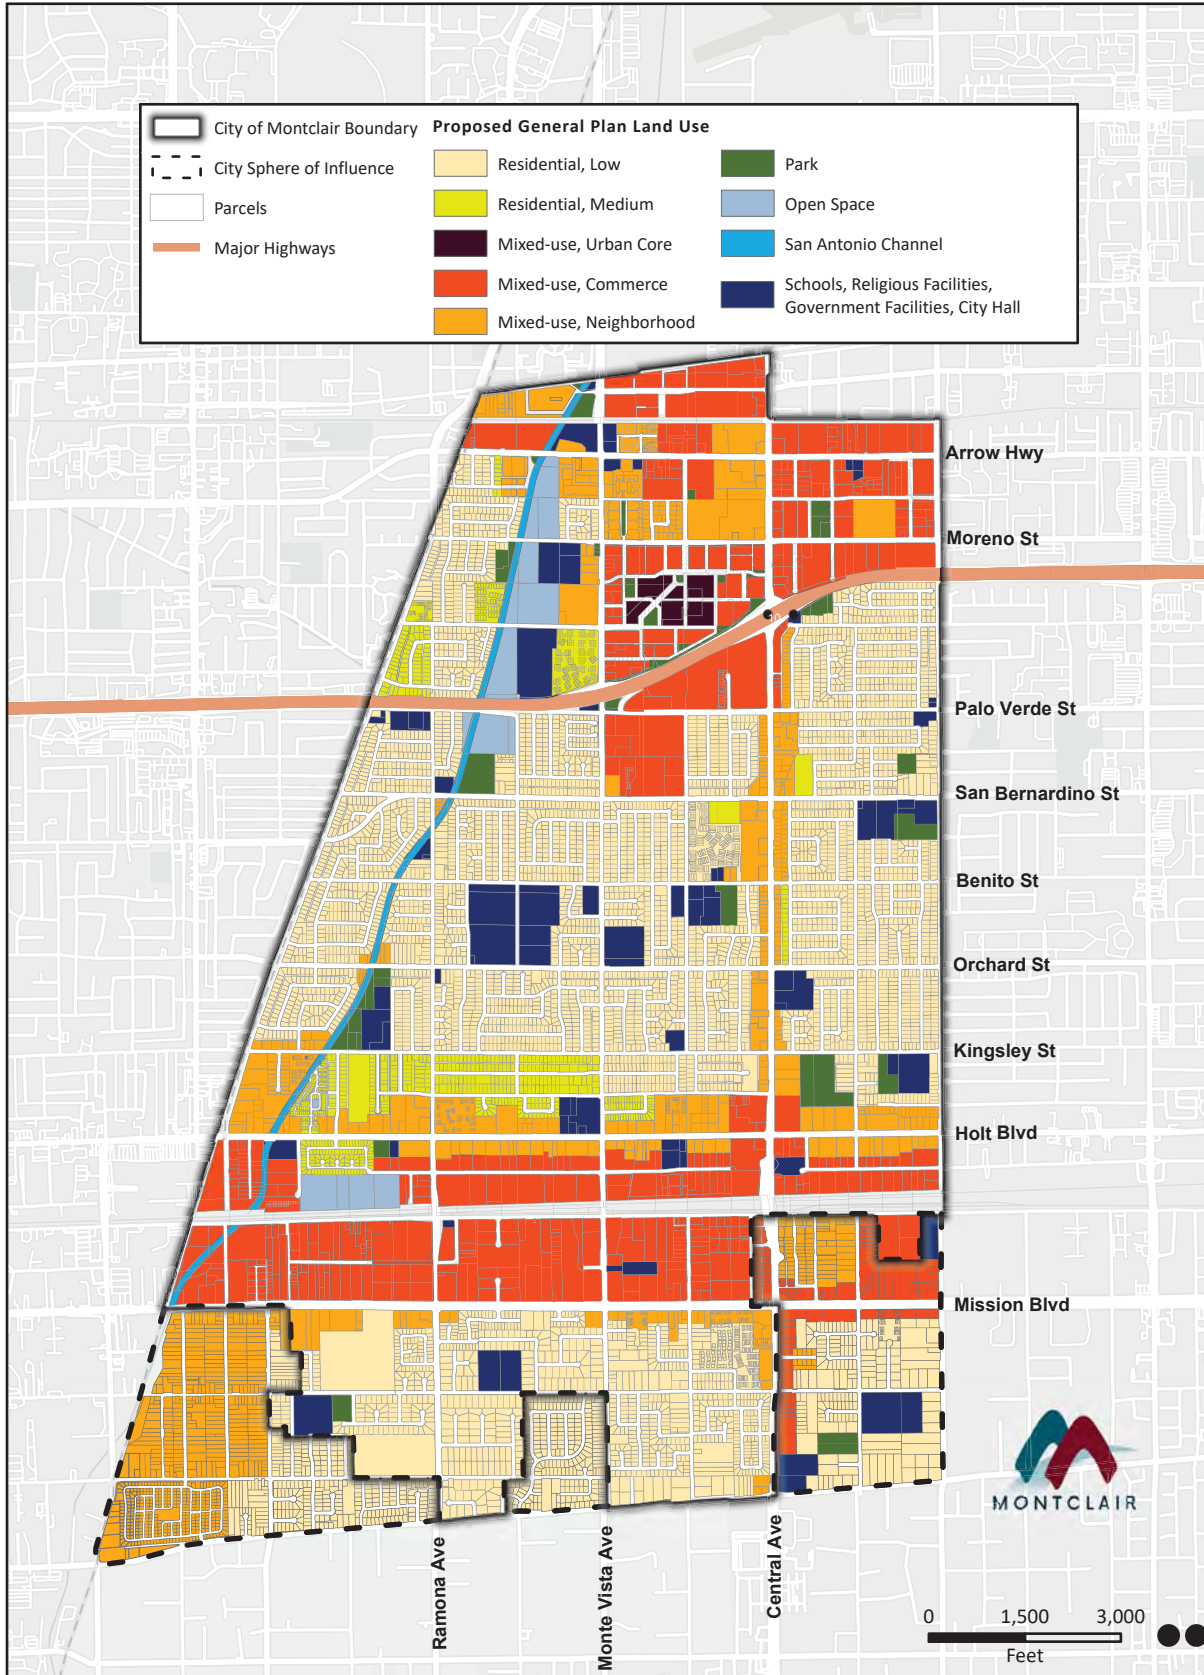 City of Montclair Boundary
City Sphere of Influence
Parcels
Major Highways
Proposed General Plan Land Use
Residential, Low
Residential, Medium
Mixed-use, Urban Core
Mixed-use, Commerce
Mixed-use, Neighborhood
Park
Open Space
San Antonio Channel
Schools, Religious Facilities,
Government Facilities, City Hall
Arrow Hwy
Moreno St
10
Palo Verde St
San Bernardino St
Benito St
Orchard St
Kingsley St
Holt Blvd
Mission Blvd
MONTCLAIR
Ramona Ave
Monte Vista Ave
Central Ave
0 1,500 3,000
Feet